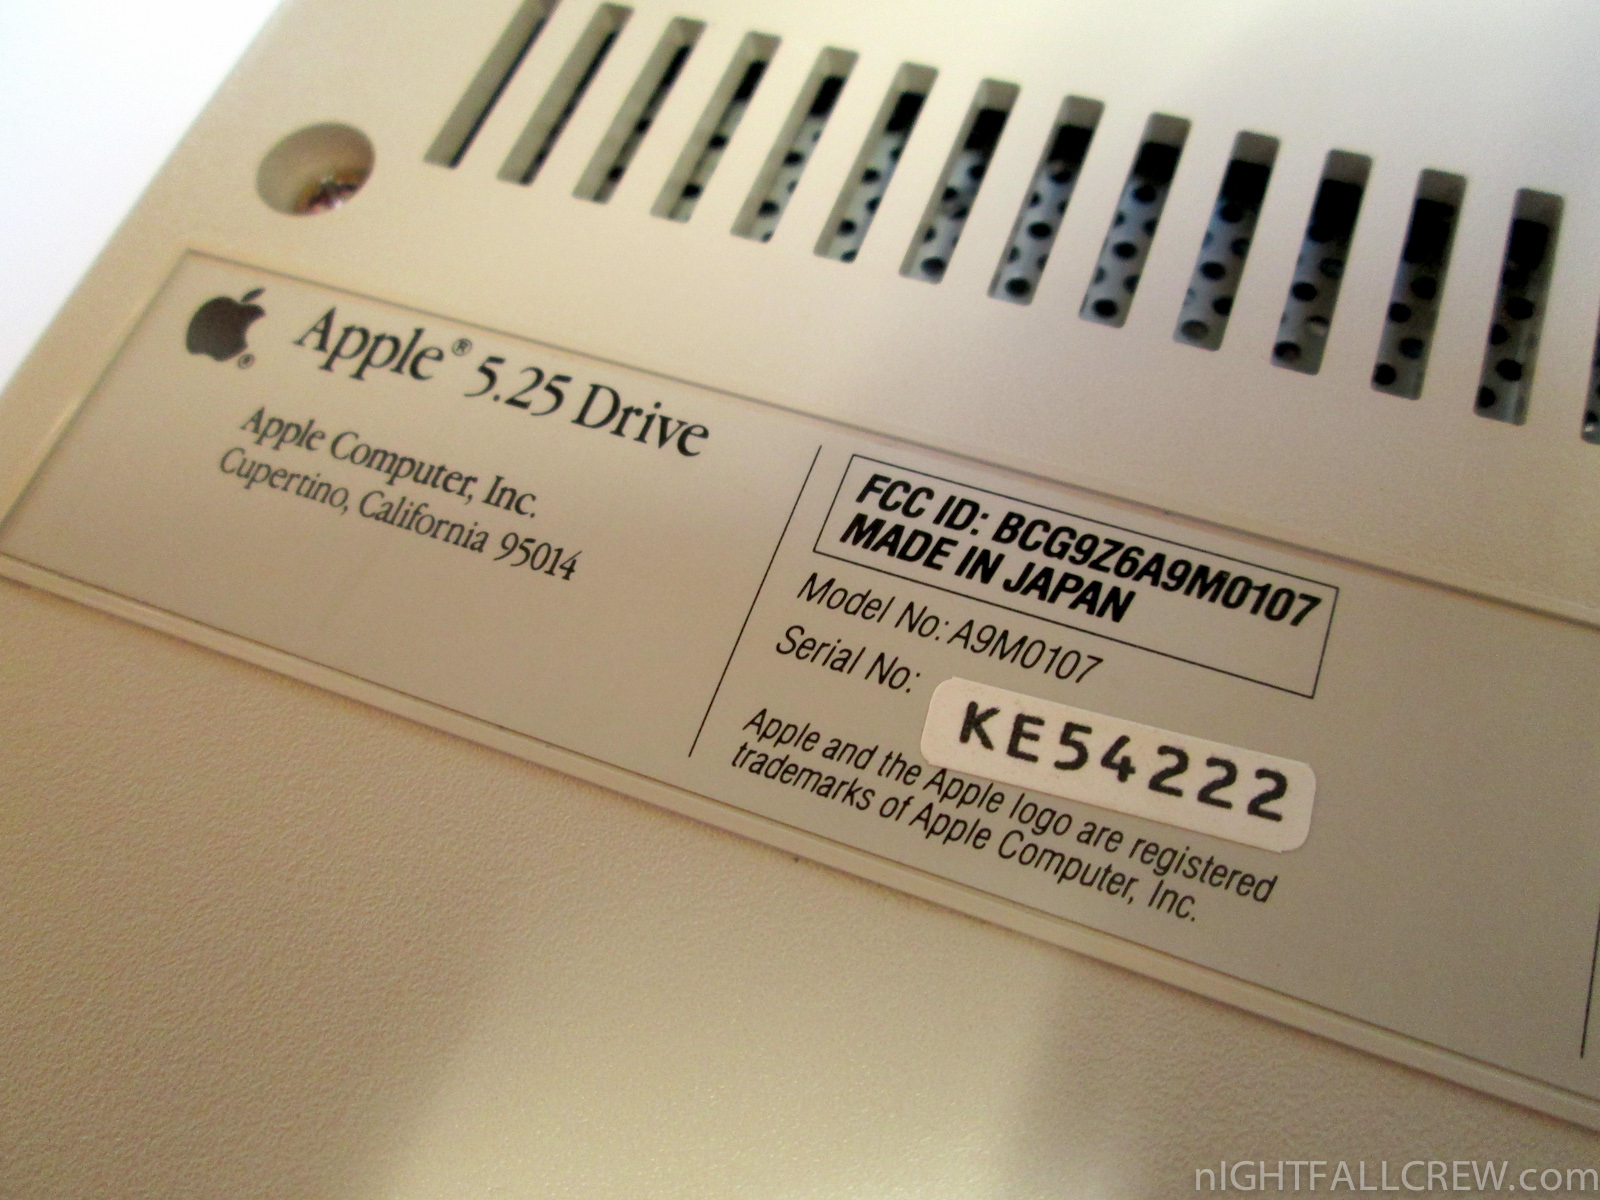 Apple® 5.25 Drive
Apple Computer, Inc.
Cupertino, California 95014
FCC ID: BCG9Z6A9M0107
MADE IN JAPAN
Model No: A9M0107
Serial No:
KE54222
Apple and the Apple logo are registered
trademarks of Apple Computer, Inc.
nIGHTFALLCREW.com